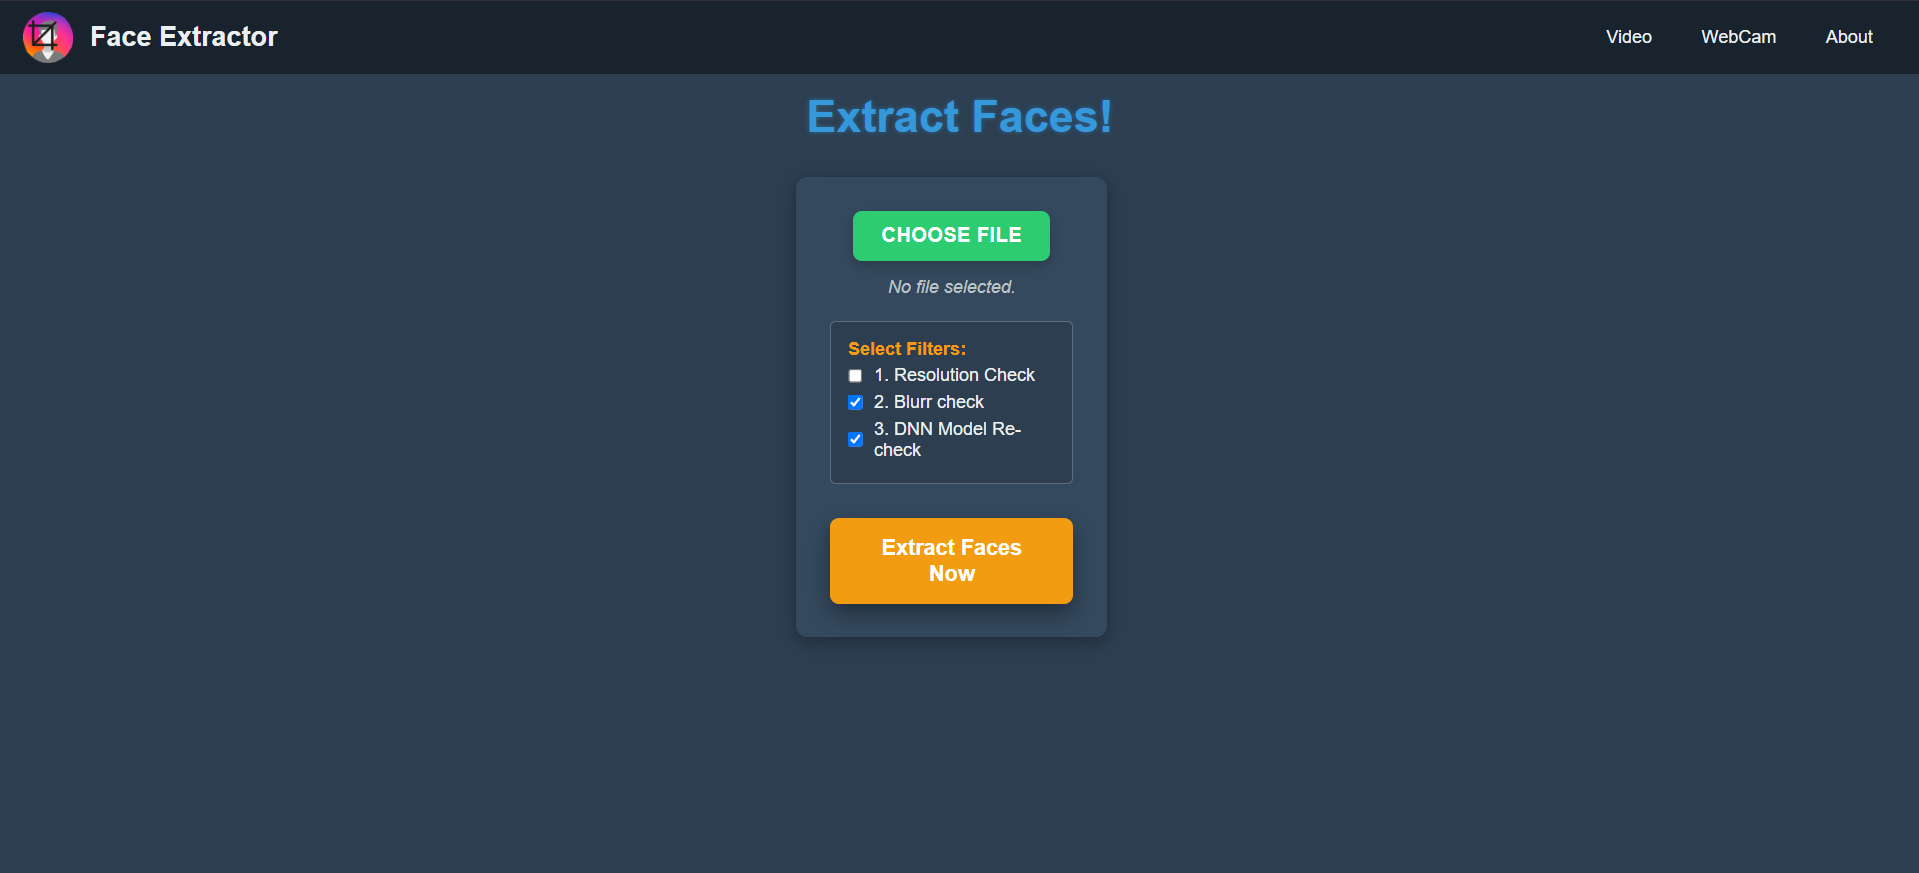 Face Extractor
Video
WebCam
About
Extract Faces!
CHOOSE FILE
No file selected.
Select Filters:
1. Resolution Check
2. Blurr check
3. DNN Model Re-
check
Extract Faces
Now